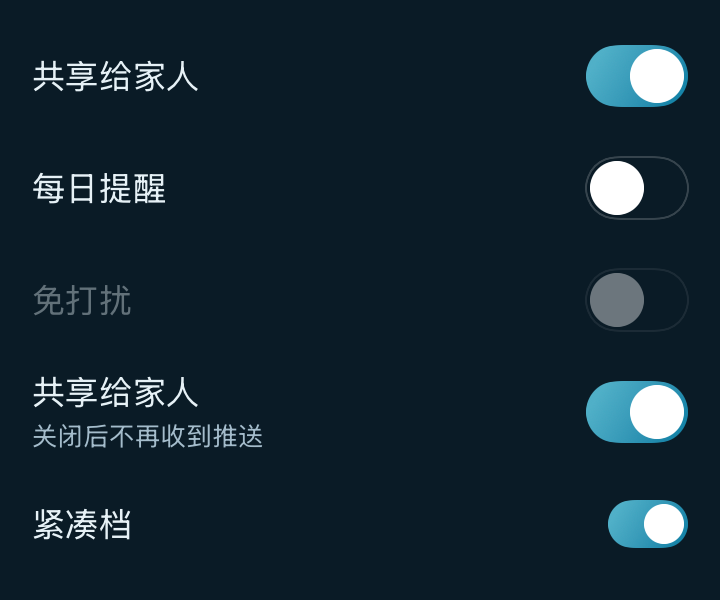 共享给家人
每日提醒
免打扰
共享给家人
关闭后不再收到推送
紧凑档